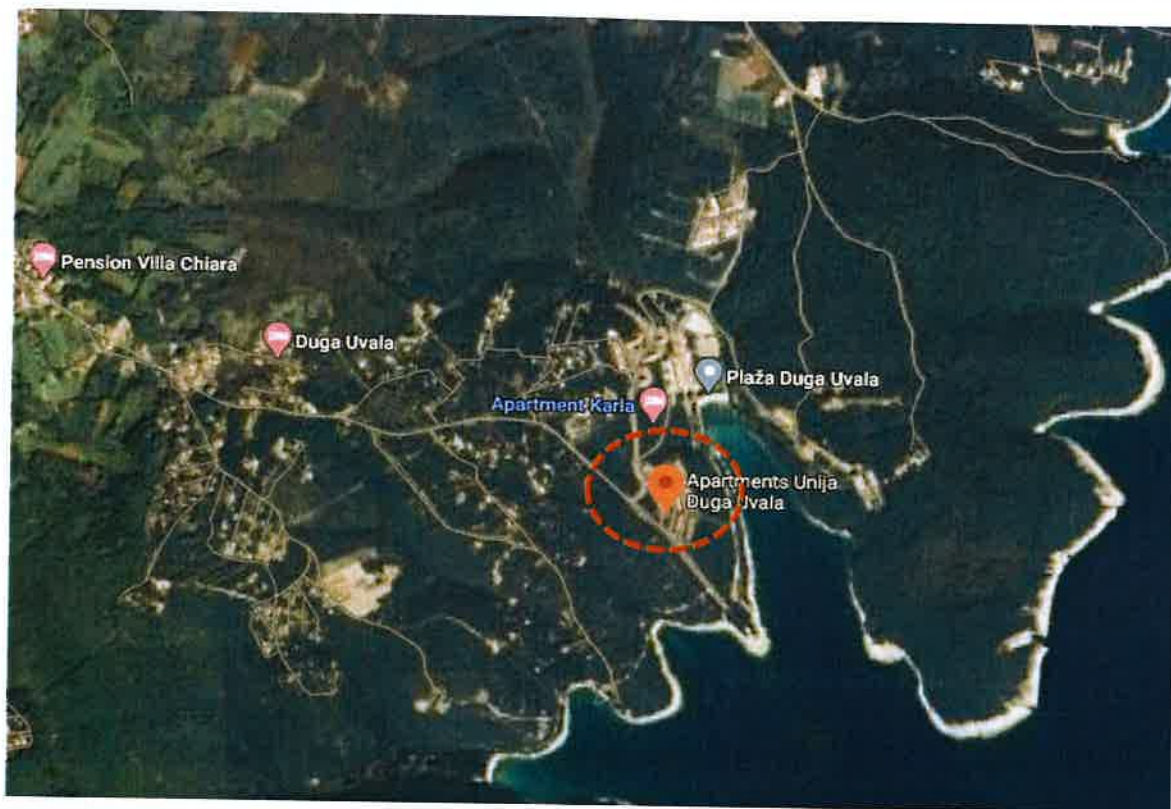 Pension Villa Chiara
Duga Uvala
Plaža Duga Uvala
Apartment Karla
Apartments Unija
Duga Uvala